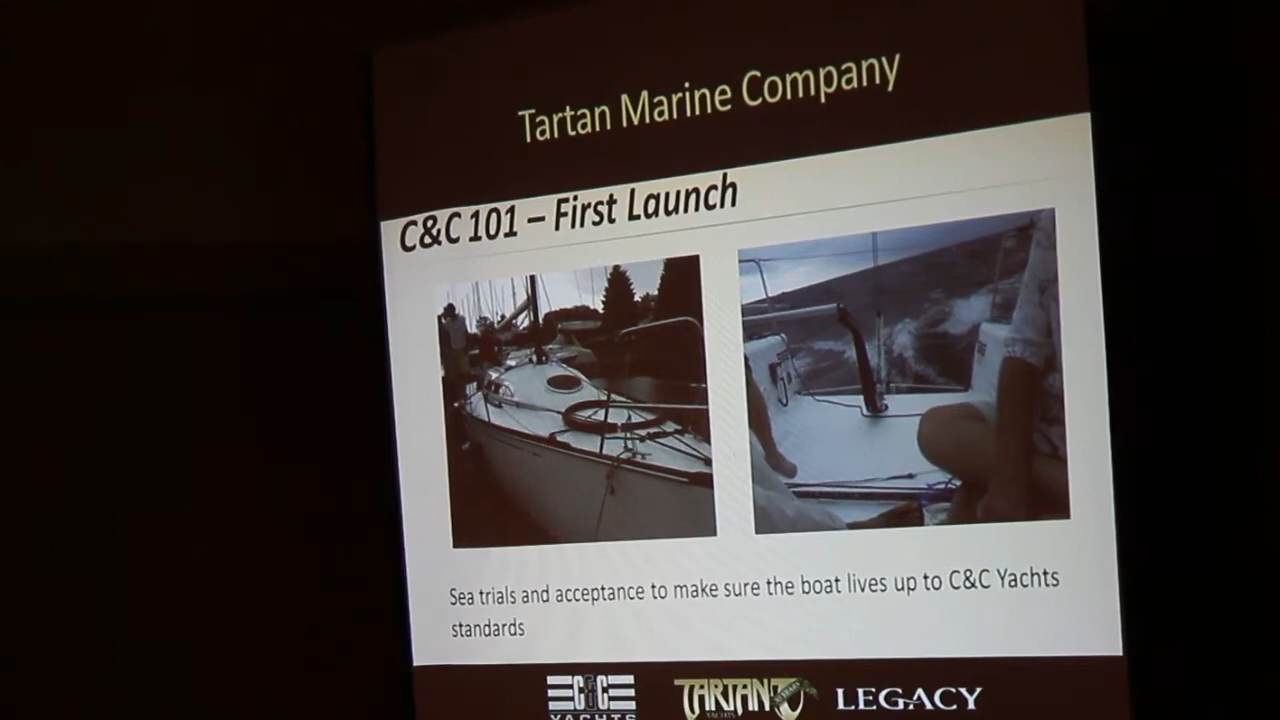 Tartan Marine Company
C&C 101 – First Launch
Sea trials and acceptance to make sure the boat lives up to C&C Yachts
standards
C&C
YACHTS
TARTAN
YACHTS
LEGACY